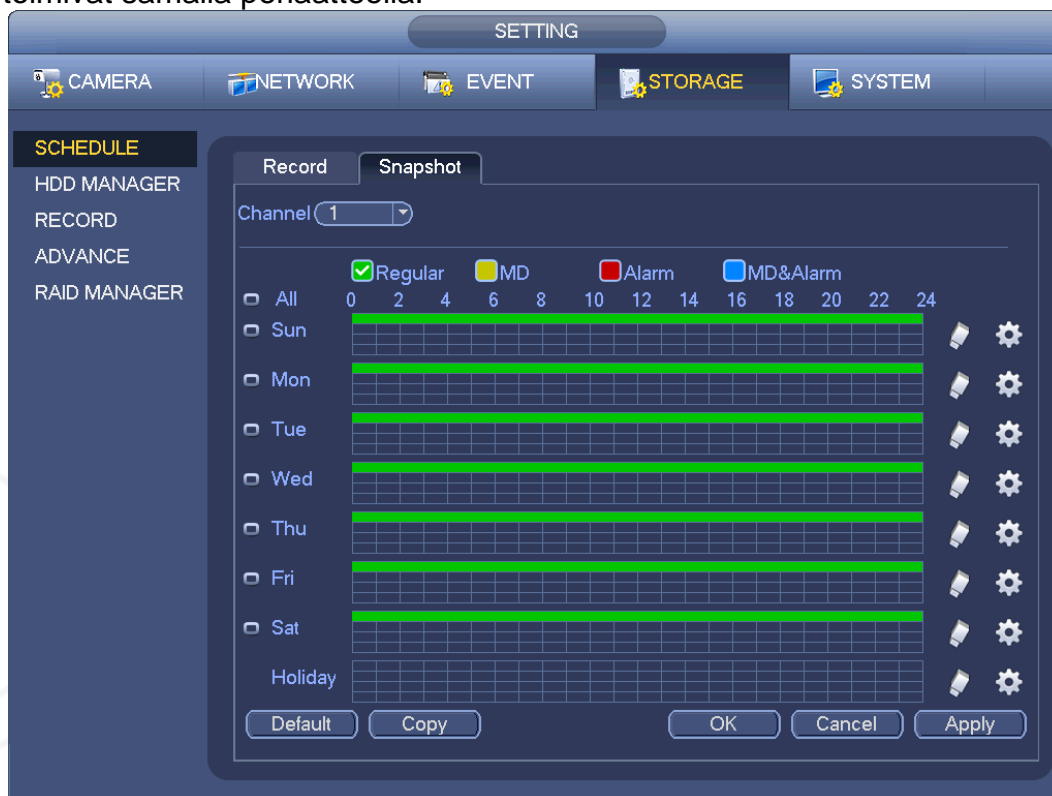 toimivat samalla periaatteella.
SETTING
CAMERA NETWORK EVENT STORAGE SYSTEM
SCHEDULE
HDD MANAGER
RECORD
ADVANCE
RAID MANAGER
Record Snapshot
Channel 1
Regular MD Alarm MD&Alarm
All 0 2 4 6 8 10 12 14 16 18 20 22 24
Sun
Mon
Tue
Wed
Thu
Fri
Sat
Holiday
Default Copy OK Cancel Apply